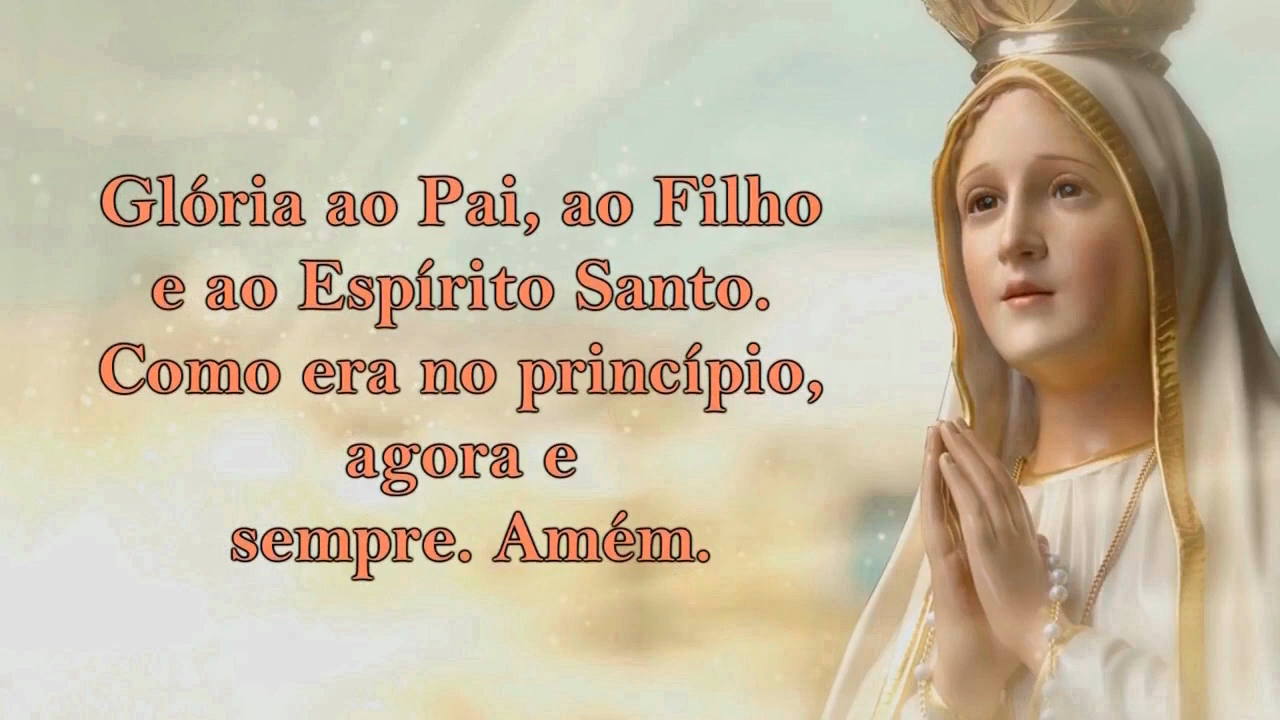 Glória ao Pai, ao Filho
e ao Espírito Santo.
Como era no princípio,
agora e
sempre. Amém.